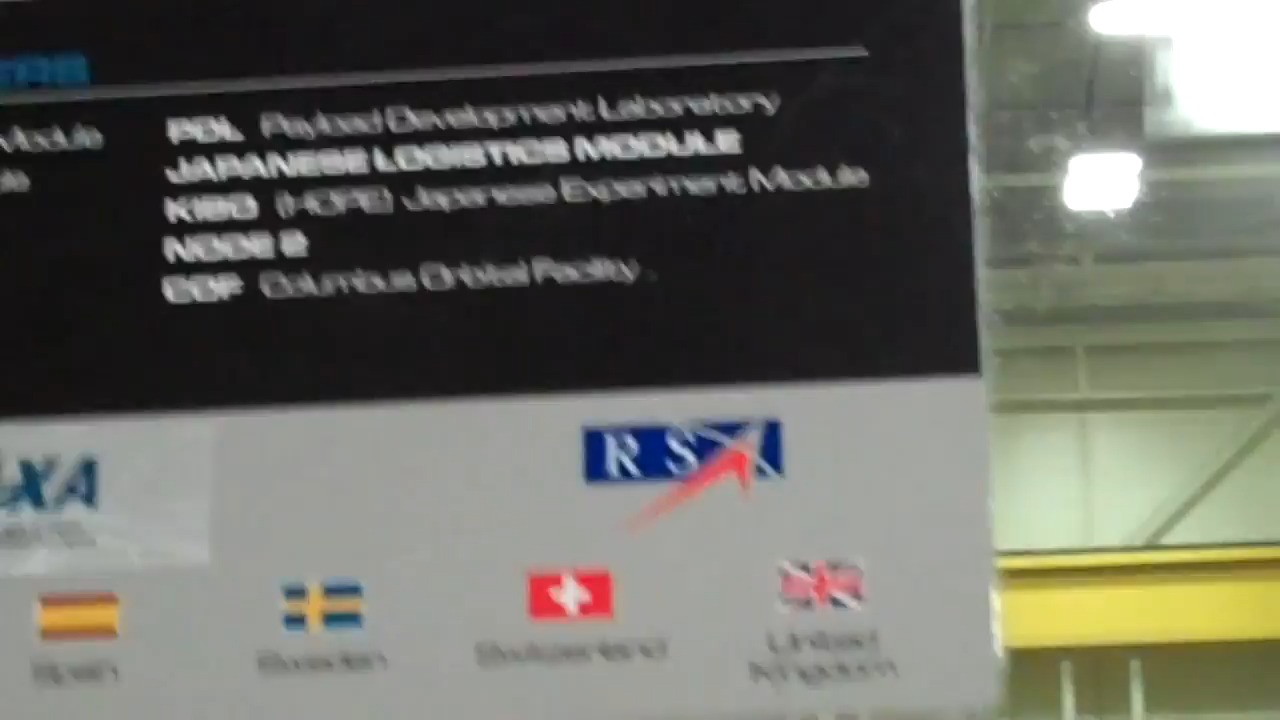 Module
PDL Payload Development Laboratory
JAPANESE LOGISTICS MODULE
KIBO (HOPE) Japanese Experiment Module
NODE 2
COF Columbus Orbital Facility
RSA
Spain
Sweden
Switzerland
United
Kingdom